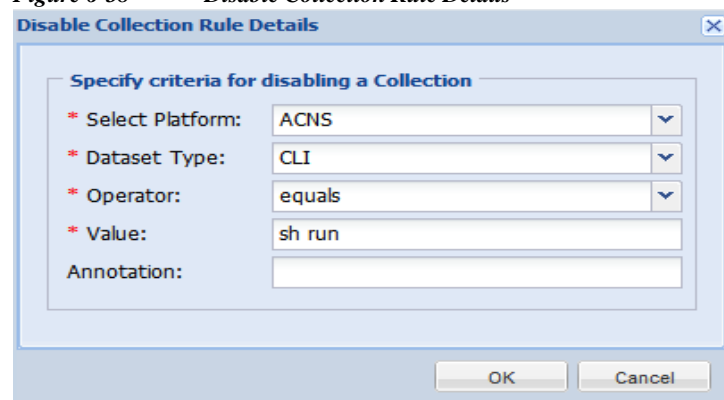 Disable Collection Rule Details
Specify criteria for disabling a Collection
* Select Platform: ACNS
* Dataset Type: CLI
* Operator: equals
* Value: sh run
Annotation:
OK Cancel